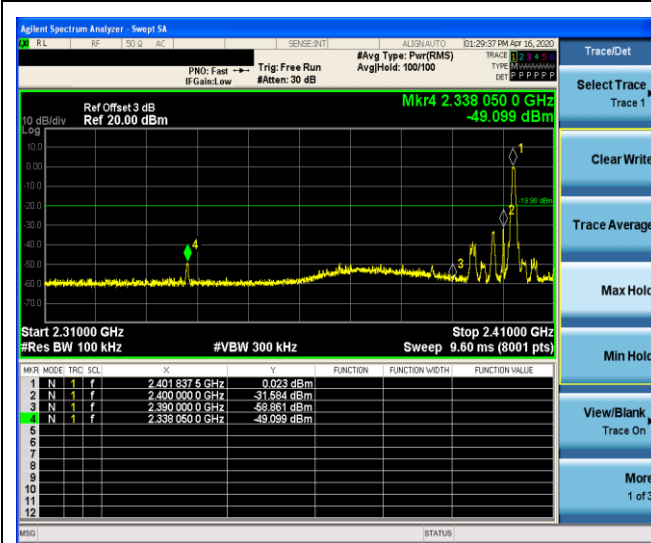 Agilent Spectrum Analyzer - Swept SA
RL RF 50 Ω AC SENSE:INT ALIGN AUTO 01:29:37 PM Apr 16, 2020
PNO: Fast Trig: Free Run #Avg Type: Pwr(RMS) TRACE 1 2 3 4 5 6
IFGain:Low #Atten: 30 dB Avg|Hold: 100/100 TYPE M
DET P P P P P P
Mkr4 2.338 050 0 GHz
-49.099 dBm
Ref Offset 3 dB
10 dB/div Ref 20.00 dBm
Log
10.0
0.00
-10.0
-20.0
-30.0
-40.0
-50.0
-60.0
-70.0
1
2
3
4
-19.98 dBm
Start 2.31000 GHz Stop 2.41000 GHz
#Res BW 100 kHz #VBW 300 kHz Sweep 9.60 ms (8001 pts)
MKR MODE TRC SCL X Y FUNCTION FUNCTION WIDTH FUNCTION VALUE
1 N 1 f 2.401 837 5 GHz 0.023 dBm
2 N 1 f 2.400 000 0 GHz -31.584 dBm
3 N 1 f 2.390 000 0 GHz -58.861 dBm
4 N 1 f 2.338 050 0 GHz -49.099 dBm
5
6
7
8
9
10
11
12
MSG STATUS
Trace/Det
Select Trace
Trace 1
Clear Write
Trace Average
Max Hold
Min Hold
View/Blank
Trace On
More
1 of 3